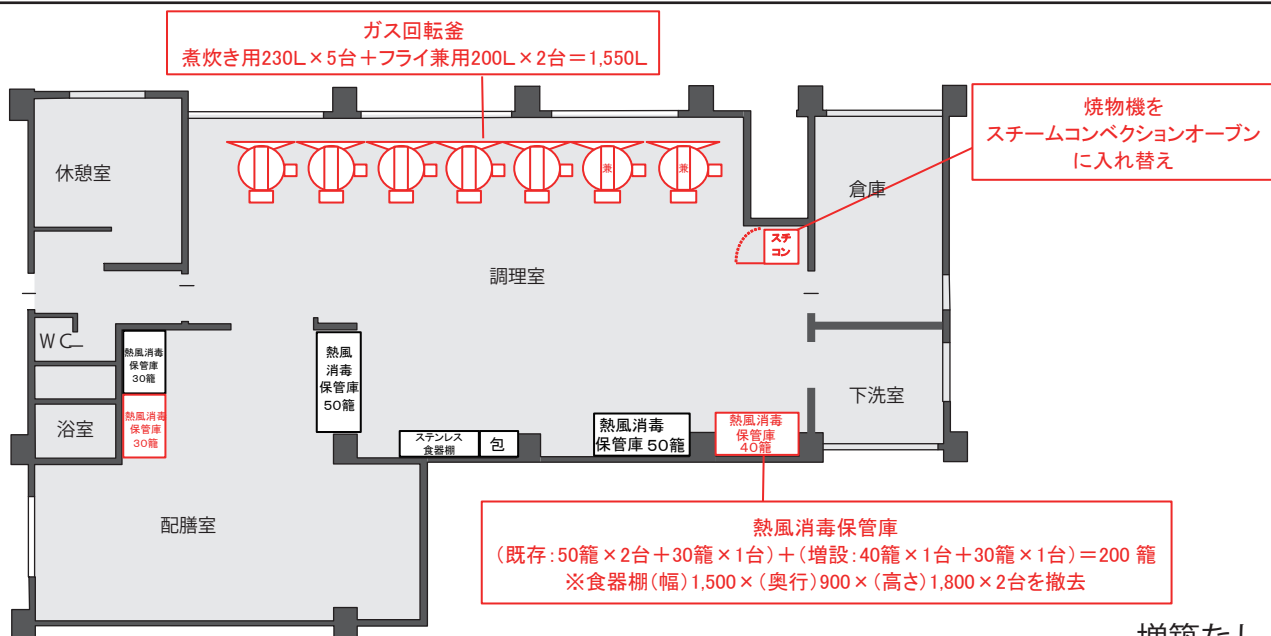 ガス回転釜
煮炊き用230L×5台＋フライ兼用200L×2台＝1,550L
焼物機を
スチームコンベクションオーブン
に入れ替え
休憩室
兼
兼
倉庫
スチ
コン
調理室
WC
熱風消毒
保管庫
30籠
熱風
消毒
保管庫
50籠
熱風消毒
保管庫
30籠
浴室
下洗室
ステンレス
食器棚
包
熱風消毒
保管庫 50籠
熱風消毒
保管庫
40籠
配膳室
熱風消毒保管庫
(既存:50籠×2台+30籠×1台)+(増設:40籠×1台+30籠×1台)=200 籠
※食器棚(幅)1,500×(奥行)900×(高さ)1,800×2台を撤去